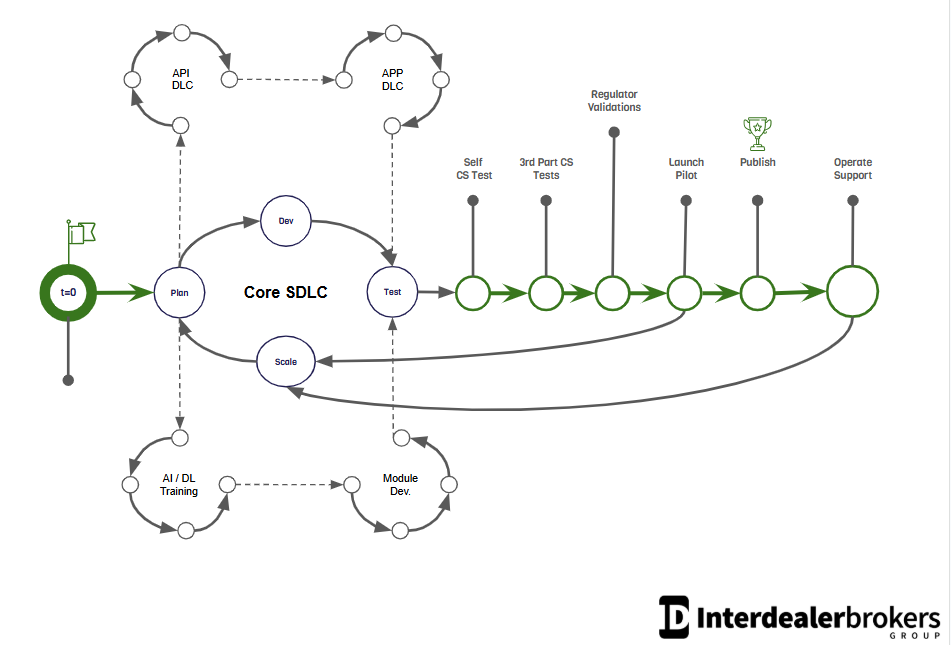 API
DLC
APP
DLC
Regulator
Validations
Self
CS Test
3rd Part CS
Tests
Launch
Pilot
Publish
Operate
Support
Dev
t=0
Plan
Core SDLC
Test
Scale
AI / DL
Training
Module
Dev.
ID Interdealerbrokers
GROUP